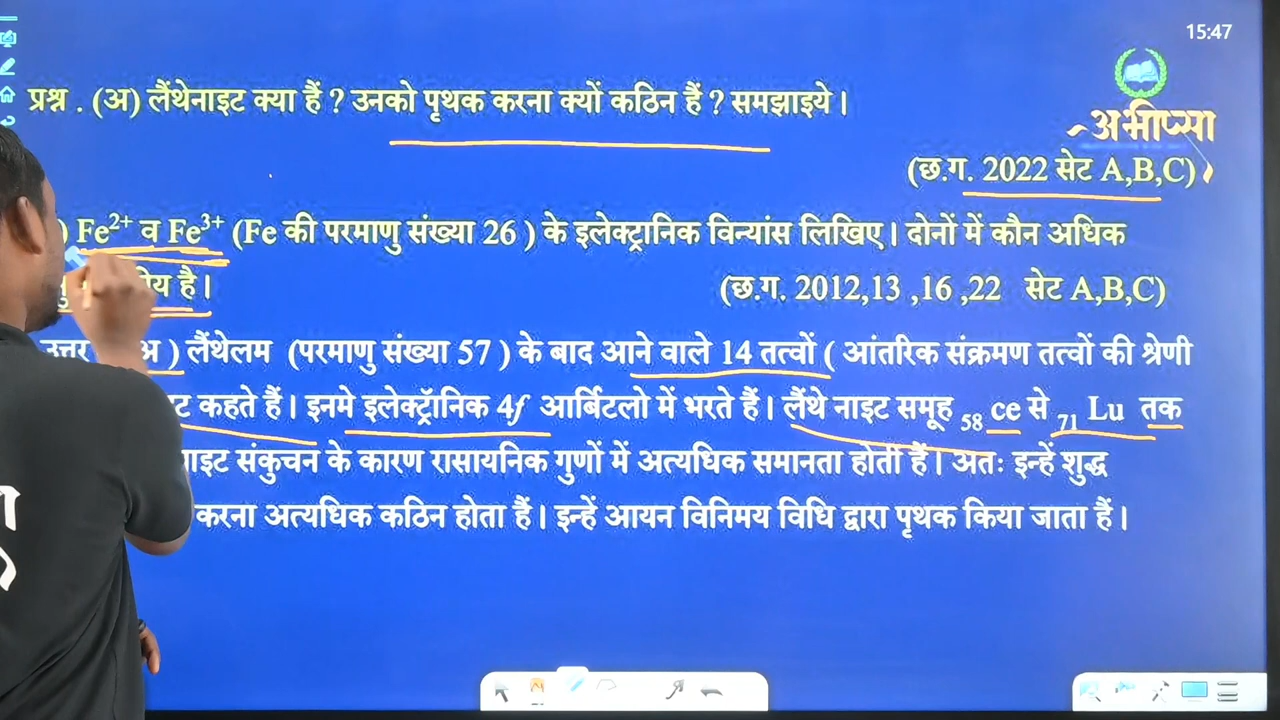 15:47
प्रश्न . (अ) लैंथेनाइट क्या हैं ? उनको पृथक करना क्यों कठिन हैं ? समझाइये।
अभीप्सा
(छ.ग. 2022 सेट A,B,C)
) Fe²⁺ व Fe³⁺ (Fe की परमाणु संख्या 26 ) के इलेक्ट्रानिक विन्यांस लिखिए। दोनों में कौन अधिक
है। (छ.ग. 2012,13 ,16 ,22 सेट A,B,C)
उत्तर अ ) लैंथेलम (परमाणु संख्या 57 ) के बाद आने वाले 14 तत्वों ( आंतरिक संक्रमण तत्वों की श्रेणी
कहते हैं। इनमे इलेक्ट्रॅानिक 4f आर्बिटलो में भरते हैं। लैंथे नाइट समूह ₅₈ ce से ₇₁ Lu तक
संकुचन के कारण रासायनिक गुणों में अत्यधिक समानता होती हैं। अतः इन्हें शुद्ध
करना अत्यधिक कठिन होता हैं। इन्हें आयन विनिमय विधि द्वारा पृथक किया जाता हैं।